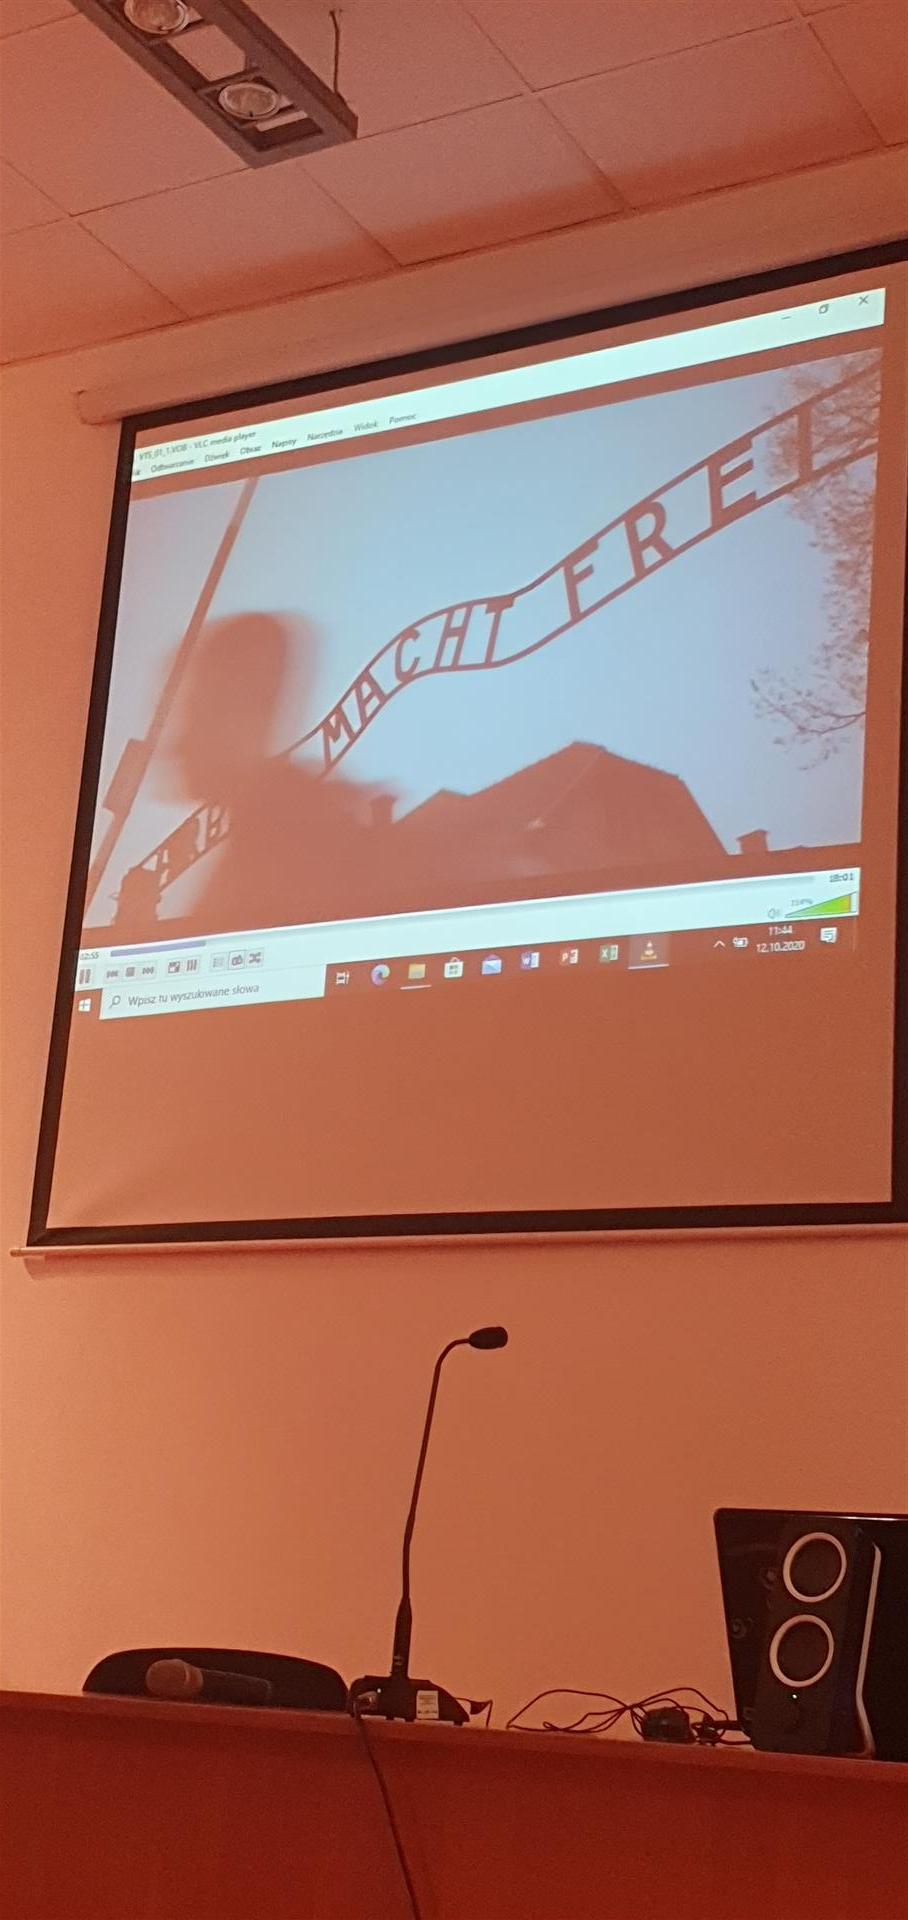 VTS_01_1.VOB - VLC media player
Odtwarzanie Dźwięk Obraz Napisy Narzędzia Widok Pomoc
ARB MACHT FREI
02:55
18:01
Wpisz tu wyszukiwane słowa
11:44
12.10.2020